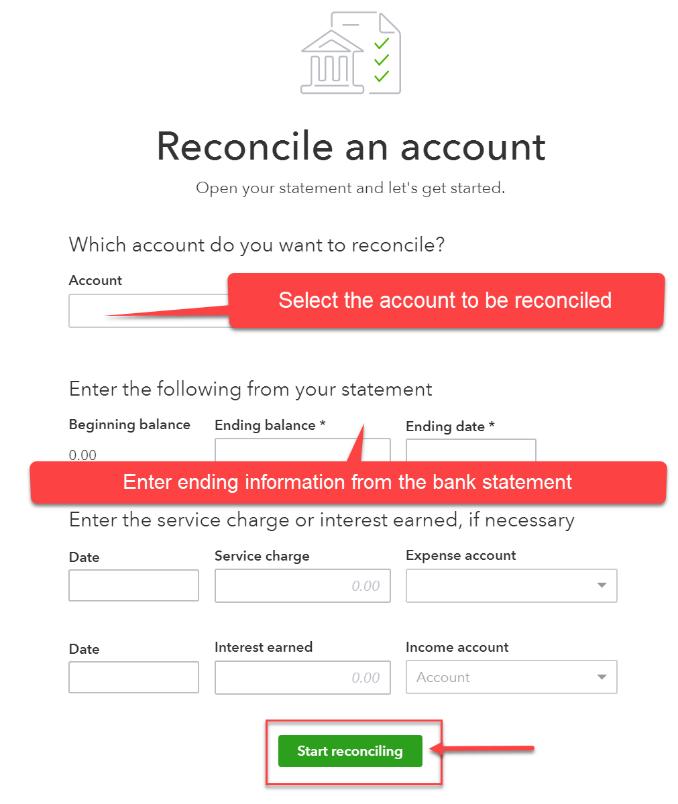 Reconcile an account
Open your statement and let's get started.
Which account do you want to reconcile?
Account
Select the account to be reconciled
Enter the following from your statement
Beginning balance Ending balance * Ending date *
0.00
Enter ending information from the bank statement
Enter the service charge or interest earned, if necessary
Date Service charge Expense account
0.00
Date Interest earned Income account
0.00 Account
Start reconciling